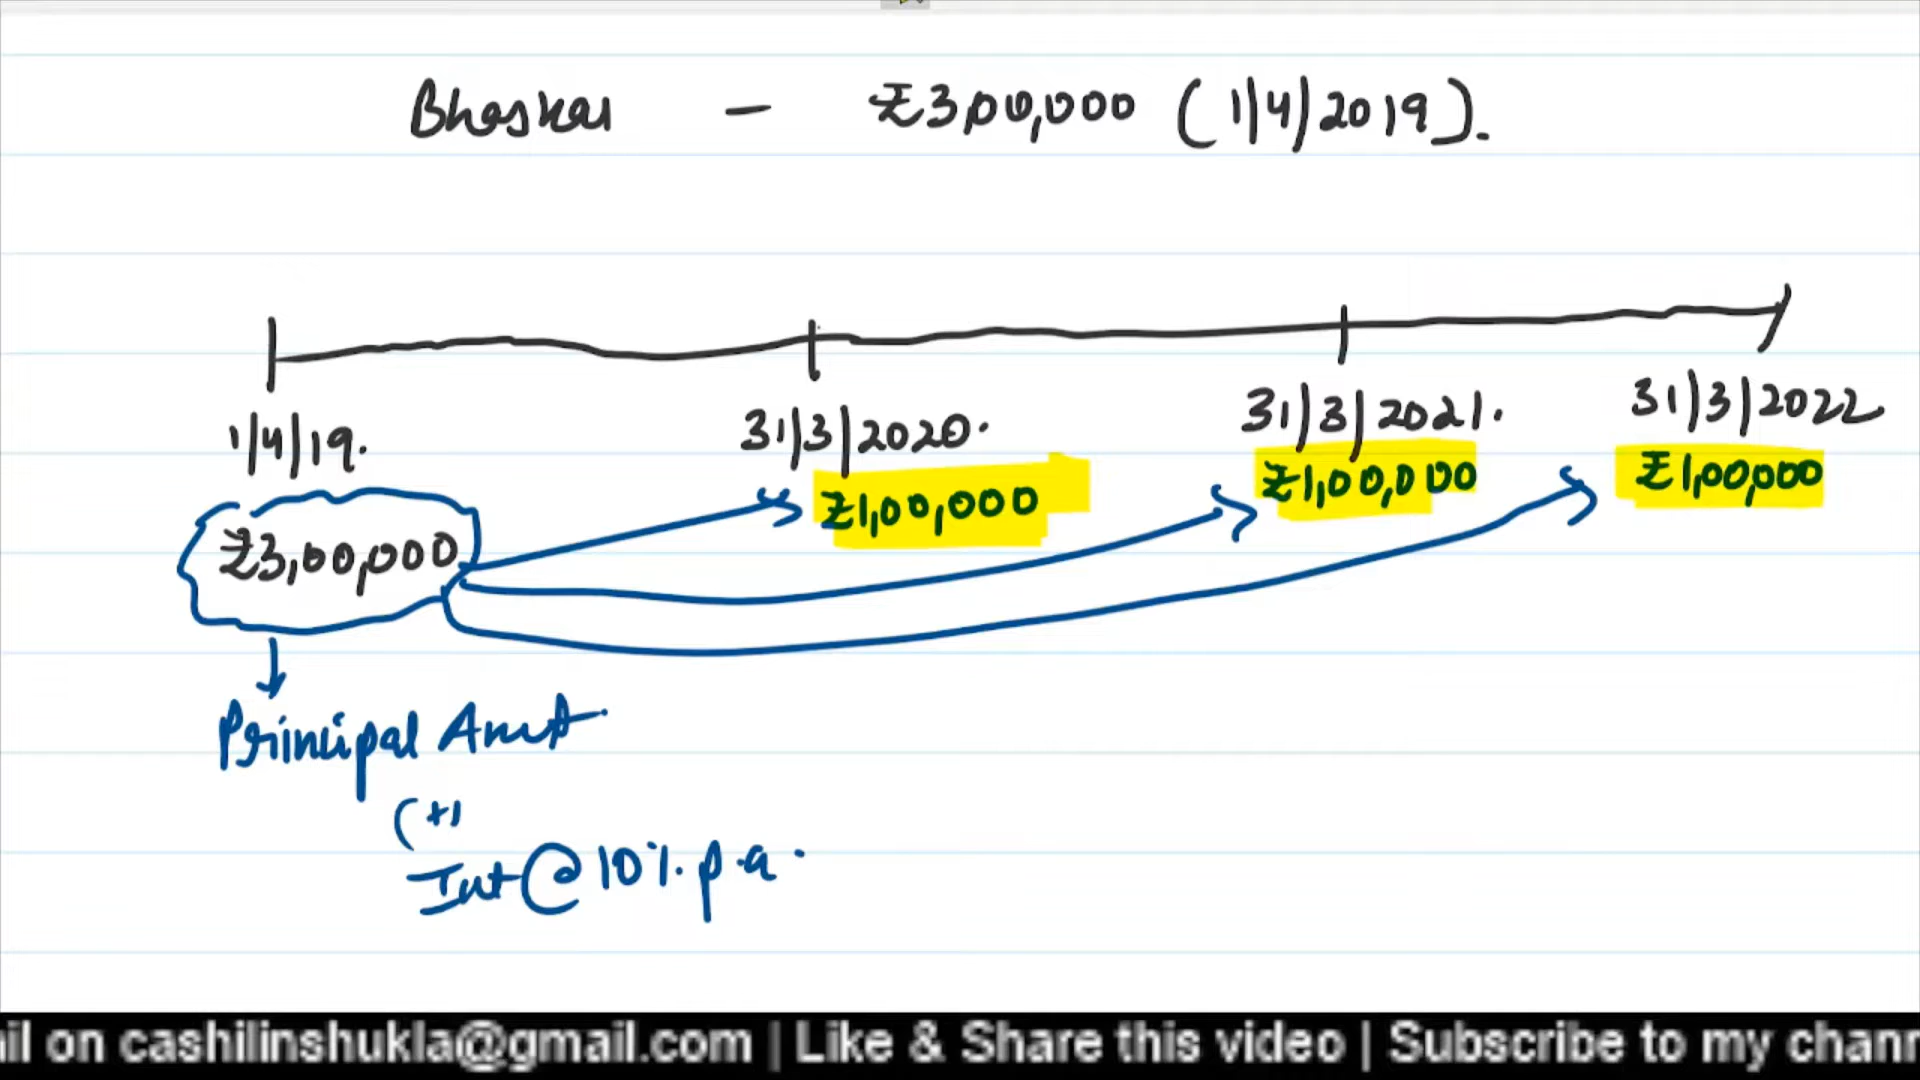 Bhaskar - ₹3,00,000 (1/4/2019).
1/4/19. 31/3/2020. 31/3/2021. 31/3/2022
₹3,00,000 ₹1,00,000 ₹1,00,000 ₹1,00,000
Principal Amt
(+)
Int @ 10%. p.a.
il on cashilinshukla@gmail.com | Like & Share this video | Subscribe to my chann